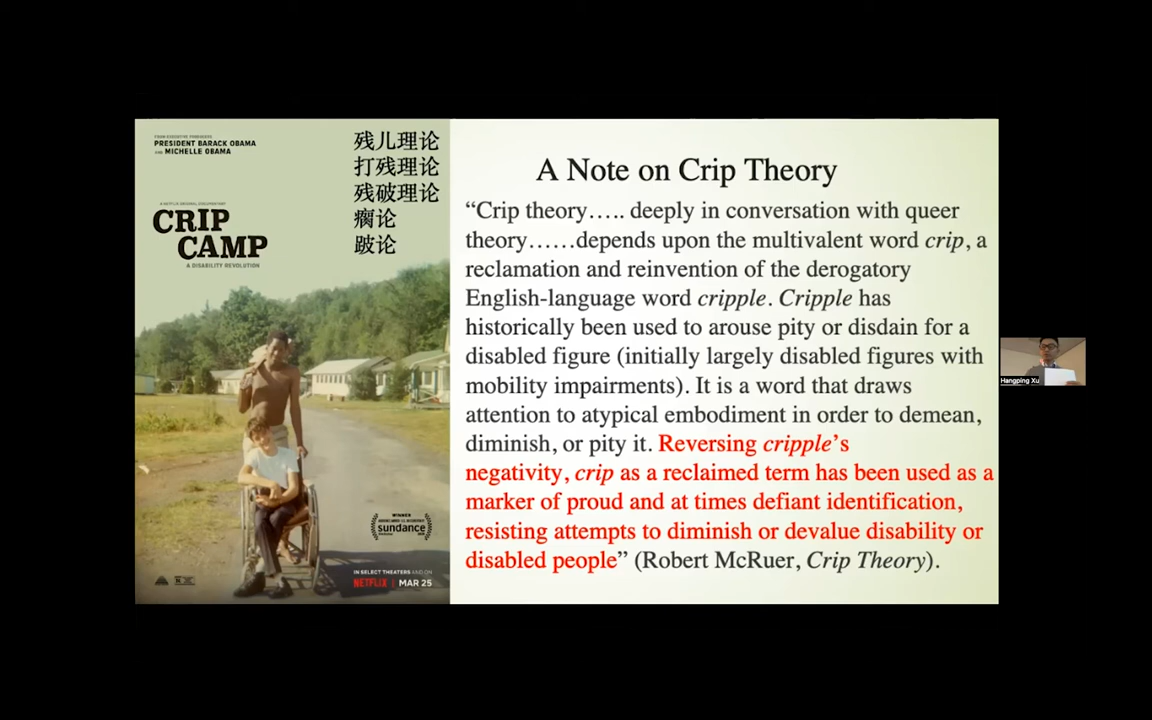 FROM EXECUTIVE PRODUCERS
PRESIDENT BARACK OBAMA
AND MICHELLE OBAMA
残儿理论
打残理论
残破理论
瘸论
跛论
A NETFLIX ORIGINAL DOCUMENTARY
CRIP
CAMP
A DISABILITY REVOLUTION
WINNER
sundance
IN SELECT THEATERS AND ON
NETFLIX | MAR 25
A Note on Crip Theory
“Crip theory….. deeply in conversation with queer
theory……depends upon the multivalent word crip, a
reclamation and reinvention of the derogatory
English-language word cripple. Cripple has
historically been used to arouse pity or disdain for a
disabled figure (initially largely disabled figures with
mobility impairments). It is a word that draws
attention to atypical embodiment in order to demean,
diminish, or pity it. Reversing cripple’s
negativity, crip as a reclaimed term has been used as a
marker of proud and at times defiant identification,
resisting attempts to diminish or devalue disability or
disabled people” (Robert McRuer, Crip Theory).
Hangping Xu